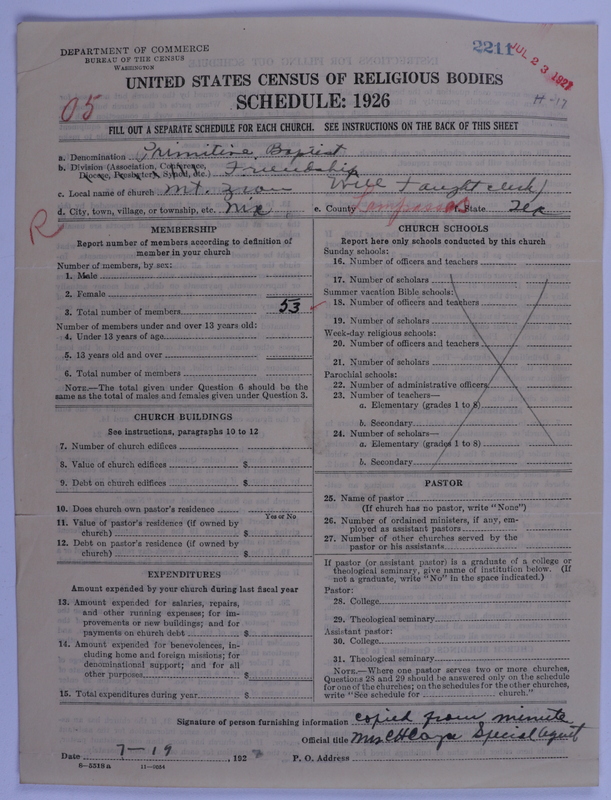 DEPARTMENT OF COMMERCE
BUREAU OF THE CENSUS
WASHINGTON
2211
JUL 23 1927
UNITED STATES CENSUS OF RELIGIOUS BODIES
SCHEDULE: 1926
05
H-17
FILL OUT A SEPARATE SCHEDULE FOR EACH CHURCH. SEE INSTRUCTIONS ON THE BACK OF THIS SHEET
a. Denomination Primitive Baptist
b. Division (Association, Conference, Diocese, Presbytery, Synod, etc.) Friendship
c. Local name of church Mt. Zion Will Faught clerk)
d. City, town, village, or township, etc. Nix e. County Lampassas f. State Tex
R
MEMBERSHIP
Report number of members according to definition of
member in your church
Number of members, by sex:
1. Male
2. Female
3. Total number of members 53
Number of members under and over 13 years old:
4. Under 13 years of age
5. 13 years old and over
6. Total number of members
NOTE.—The total given under Question 6 should be the
same as the total of males and females given under Question 3.
CHURCH BUILDINGS
See instructions, paragraphs 10 to 12
7. Number of church edifices
8. Value of church edifices $
9. Debt on church edifices $
10. Does church own pastor's residence
Yes or No
11. Value of pastor's residence (if owned by
church) $
12. Debt on pastor's residence (if owned by
church) $
EXPENDITURES
Amount expended by your church during last fiscal year
13. Amount expended for salaries, repairs,
and other running expenses; for im-
provements or new buildings; and for
payments on church debt $
14. Amount expended for benevolences, in-
cluding home and foreign missions; for
denominational support; and for all
other purposes $
15. Total expenditures during year $
CHURCH SCHOOLS
Report here only schools conducted by this church
Sunday schools:
16. Number of officers and teachers
17. Number of scholars
Summer vacation Bible schools:
18. Number of officers and teachers
19. Number of scholars
Week-day religious schools:
20. Number of officers and teachers
21. Number of scholars
Parochial schools:
22. Number of administrative officers
23. Number of teachers—
a. Elementary (grades 1 to 8)
b. Secondary
24. Number of scholars—
a. Elementary (grades 1 to 8)
b. Secondary
PASTOR
25. Name of pastor
(If church has no pastor, write "None")
26. Number of ordained ministers, if any, em-
ployed as assistant pastors
27. Number of other churches served by the
pastor or his assistants
If pastor (or assistant pastor) is a graduate of a college or
theological seminary, give name of institution below. (If
not a graduate, write "No" in the space indicated.)
Pastor:
28. College
29. Theological seminary
Assistant pastor:
30. College
31. Theological seminary
NOTE.—Where one pastor serves two or more churches,
Questions 28 and 29 should be answered only on the schedule
for one of the churches; on the schedules for the other churches,
write "See schedule for church."
Signature of person furnishing information copied from minute
Official title Mrs CH Special agent
Date 7-19, 192 P. O. Address
6-5519a 11-9054